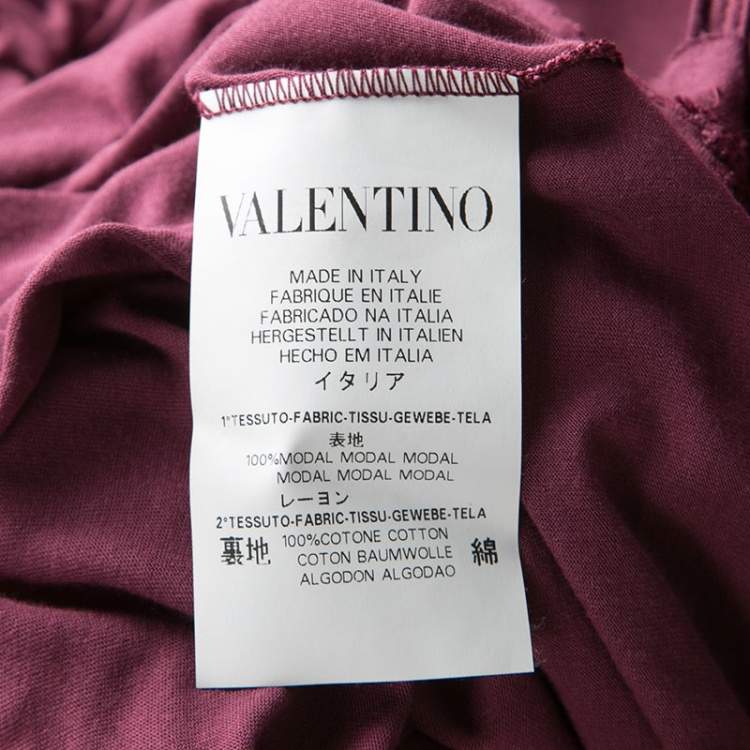 VALENTINO
MADE IN ITALY
FABRIQUE EN ITALIE
FABRICADO NA ITALIA
HERGESTELLT IN ITALIEN
HECHO EM ITALIA
イタリア
1°TESSUTO-FABRIC-TISSU-GEWEBE-TELA
表地
100%MODAL MODAL MODAL
MODAL MODAL MODAL
レーヨン
2°TESSUTO-FABRIC-TISSU-GEWEBE-TELA
裏地 100%COTONE COTTON 綿
COTON BAUMWOLLE
ALGODON ALGODAO